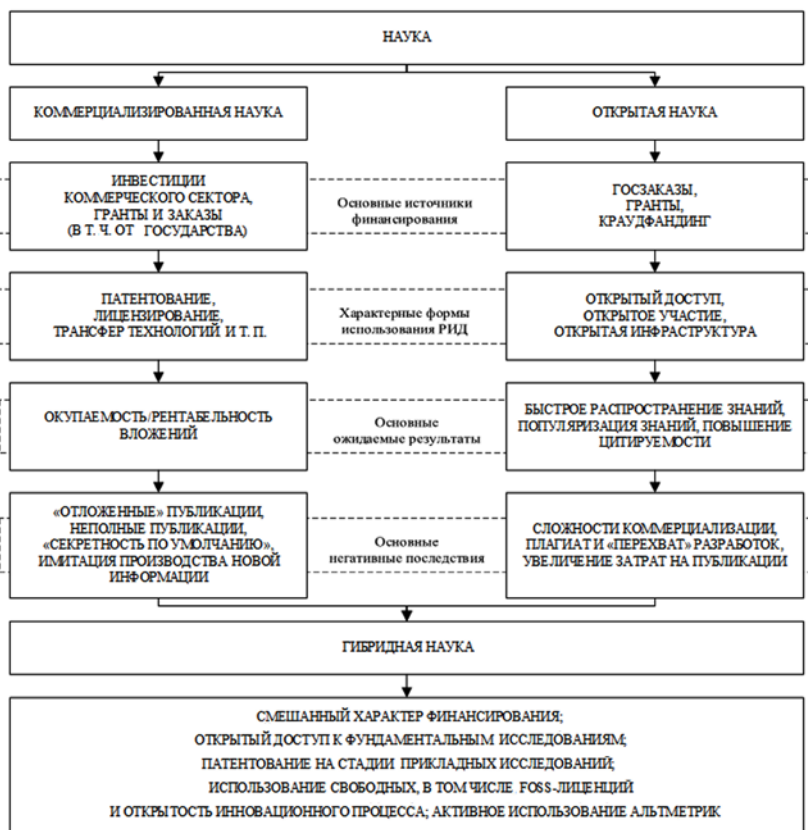 НАУКА
КОММЕРЦИАЛИЗИРОВАННАЯ НАУКА
ОТКРЫТАЯ НАУКА
ИНВЕСТИЦИИ
КОММЕРЧЕСКОГО СЕКТОРА,
ГРАНТЫ И ЗАКАЗЫ
(В Т. Ч. ОТ ГОСУДАРСТВА)
Основные источники
финансирования
ГОСЗАКАЗЫ,
ГРАНТЫ,
КРАУДФАНДИНГ
ПАТЕНТОВАНИЕ,
ЛИЦЕНЗИРОВАНИЕ,
ТРАНСФЕР ТЕХНОЛОГИЙ И Т. П.
Характерные формы
использования РИД
ОТКРЫТЫЙ ДОСТУП,
ОТКРЫТОЕ УЧАСТИЕ,
ОТКРЫТАЯ ИНФРАСТРУКТУРА
ОКУПАЕМОСТЬ/РЕНТАБЕЛЬНОСТЬ
ВЛОЖЕНИЙ
Основные
ожидаемые результаты
БЫСТРОЕ РАСПРОСТРАНЕНИЕ ЗНАНИЙ,
ПОПУЛЯРИЗАЦИЯ ЗНАНИЙ, ПОВЫШЕНИЕ
ЦИТИРУЕМОСТИ
«ОТЛОЖЕННЫЕ» ПУБЛИКАЦИИ,
НЕПОЛНЫЕ ПУБЛИКАЦИИ,
«СЕКРЕТНОСТЬ ПО УМОЛЧАНИЮ»,
ИМИТАЦИЯ ПРОИЗВОДСТВА НОВОЙ
ИНФОРМАЦИИ
Основные
негативные последствия
СЛОЖНОСТИ КОММЕРЦИАЛИЗАЦИИ,
ПЛАГИАТ И «ПЕРЕХВАТ» РАЗРАБОТОК,
УВЕЛИЧЕНИЕ ЗАТРАТ НА ПУБЛИКАЦИИ
ГИБРИДНАЯ НАУКА
СМЕШАННЫЙ ХАРАКТЕР ФИНАНСИРОВАНИЯ;
ОТКРЫТЫЙ ДОСТУП К ФУНДАМЕНТАЛЬНЫМ ИССЛЕДОВАНИЯМ;
ПАТЕНТОВАНИЕ НА СТАДИИ ПРИКЛАДНЫХ ИССЛЕДОВАНИЙ;
ИСПОЛЬЗОВАНИЕ СВОБОДНЫХ, В ТОМ ЧИСЛЕ FOSS-ЛИЦЕНЦИЙ
И ОТКРЫТОСТЬ ИННОВАЦИОННОГО ПРОЦЕССА; АКТИВНОЕ ИСПОЛЬЗОВАНИЕ АЛЬТМЕТРИК